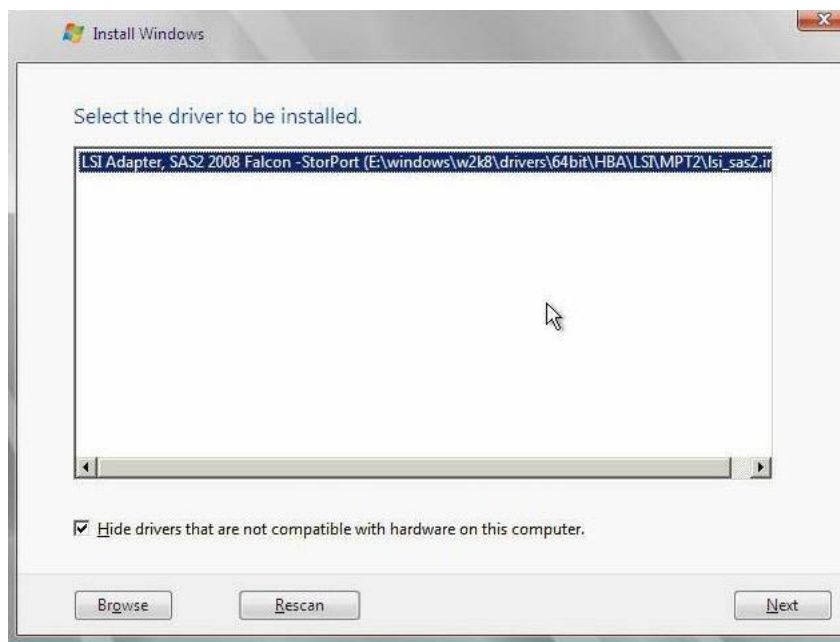 Install Windows
Select the driver to be installed.
LSI Adapter, SAS2 2008 Falcon -StorPort (E:\windows\w2k8\drivers\64bit\HBA\LSI\MPT2\lsi_sas2.in
Hide drivers that are not compatible with hardware on this computer.
Browse
Rescan
Next